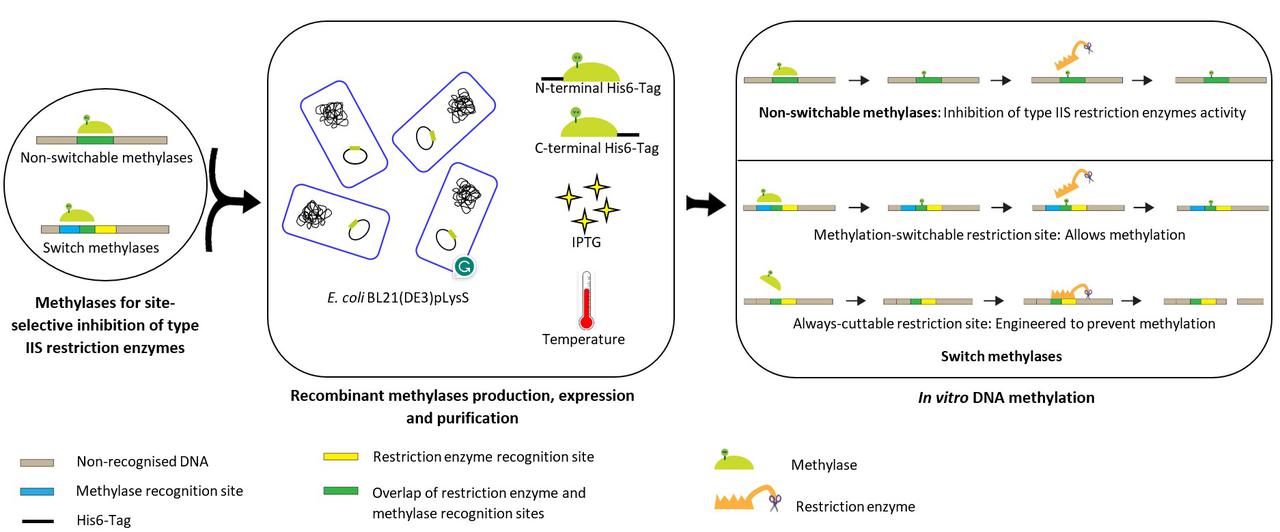 Non-switchable methylases
Switch methylases
Methylases for site-
selective inhibition of type
IIS restriction enzymes
E. coli BL21(DE3)pLysS
N-terminal His6-Tag
C-terminal His6-Tag
IPTG
Temperature
Recombinant methylases production, expression
and purification
Non-switchable methylases: Inhibition of type IIS restriction enzymes activity
Methylation-switchable restriction site: Allows methylation
Always-cuttable restriction site: Engineered to prevent methylation
Switch methylases
In vitro DNA methylation
Non-recognised DNA
Methylase recognition site
His6-Tag
Restriction enzyme recognition site
Overlap of restriction enzyme and
methylase recognition sites
Methylase
Restriction enzyme